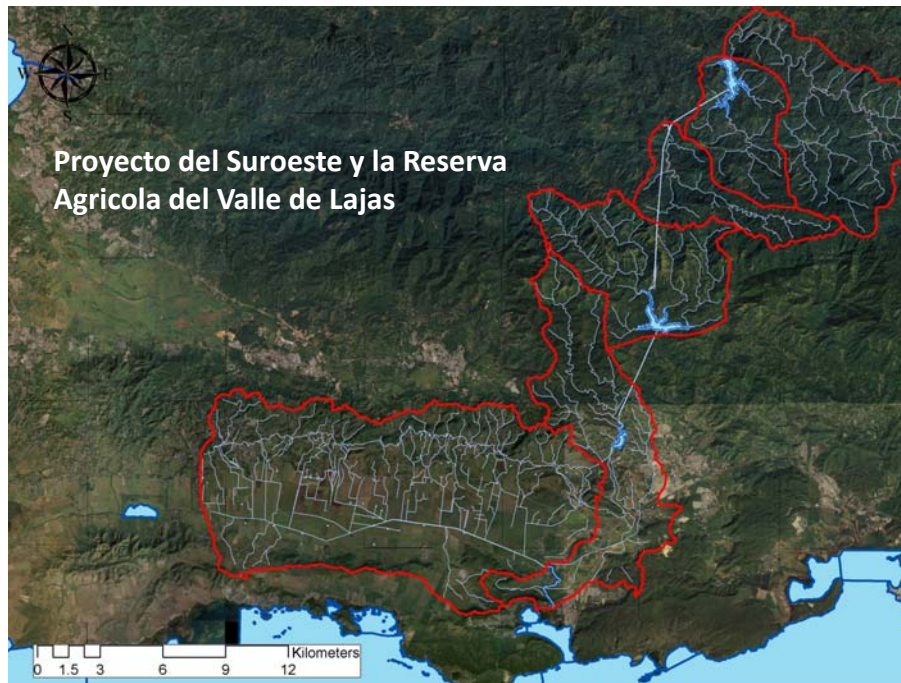 N
W E
S
Proyecto del Suroeste y la Reserva
Agricola del Valle de Lajas
Kilometers
0 1.5 3 6 9 12